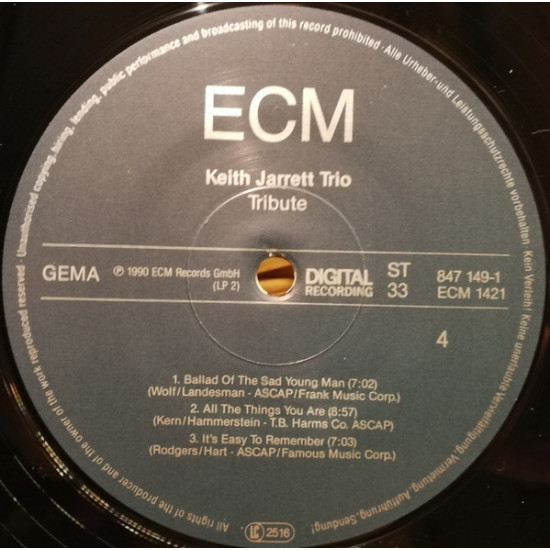 Unauthorised copying, hiring, lending, public performance and broadcasting of this record prohibited · Alle Urheber- und Leistungsschutzrechte vorbehalten · Kein Verleih! Keine unerlaubte Vervielfältigung, Vermietung, Aufführung, Sendung!
ECM
Keith Jarrett Trio
Tribute
GEMA
℗ 1990 ECM Records GmbH
(LP 2)
DIGITAL
RECORDING
ST
33
847 149-1
ECM 1421
4
1. Ballad Of The Sad Young Man (7:02)
(Wolf/Landesman - ASCAP/Frank Music Corp.)
2. All The Things You Are (8:57)
(Kern/Hammerstein - T.B. Harms Co. ASCAP)
3. It's Easy To Remember (7:03)
(Rodgers/Hart - ASCAP/Famous Music Corp.)
All rights of the producer and of the owner of the work reproduced reserved ·
LC 2516